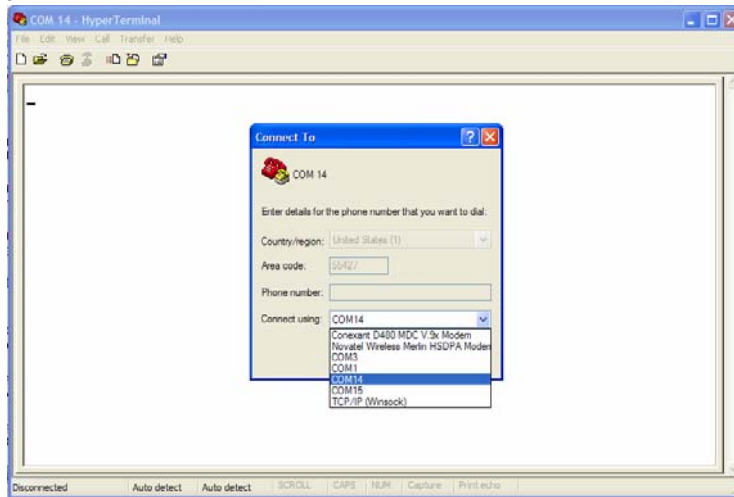 COM 14 - HyperTerminal
File Edit View Call Transfer Help
Connect To
COM 14
Enter details for the phone number that you want to dial:
Country/region: United States (1)
Area code: 55427
Phone number:
Connect using: COM14
Conexant D480 MDC V.9x Modem
Novatel Wireless Merlin HSDPA Modem
COM3
COM1
COM14
COM15
TCP/IP (Winsock)
Disconnected Auto detect Auto detect SCROLL CAPS NUM Capture Print echo